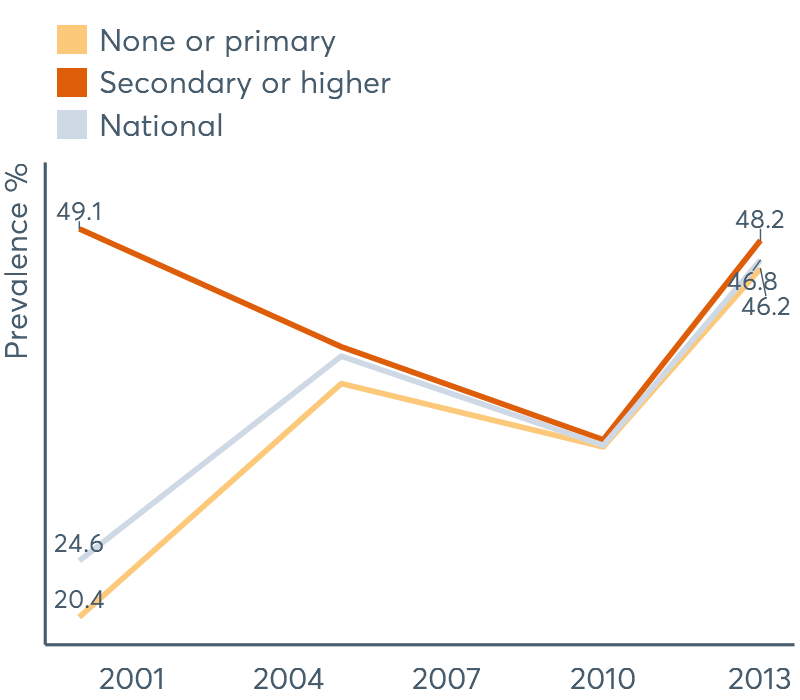 None or primary
Secondary or higher
National
Prevalence %
49.1
48.2
46.8
46.2
24.6
20.4
2001 2004 2007 2010 2013